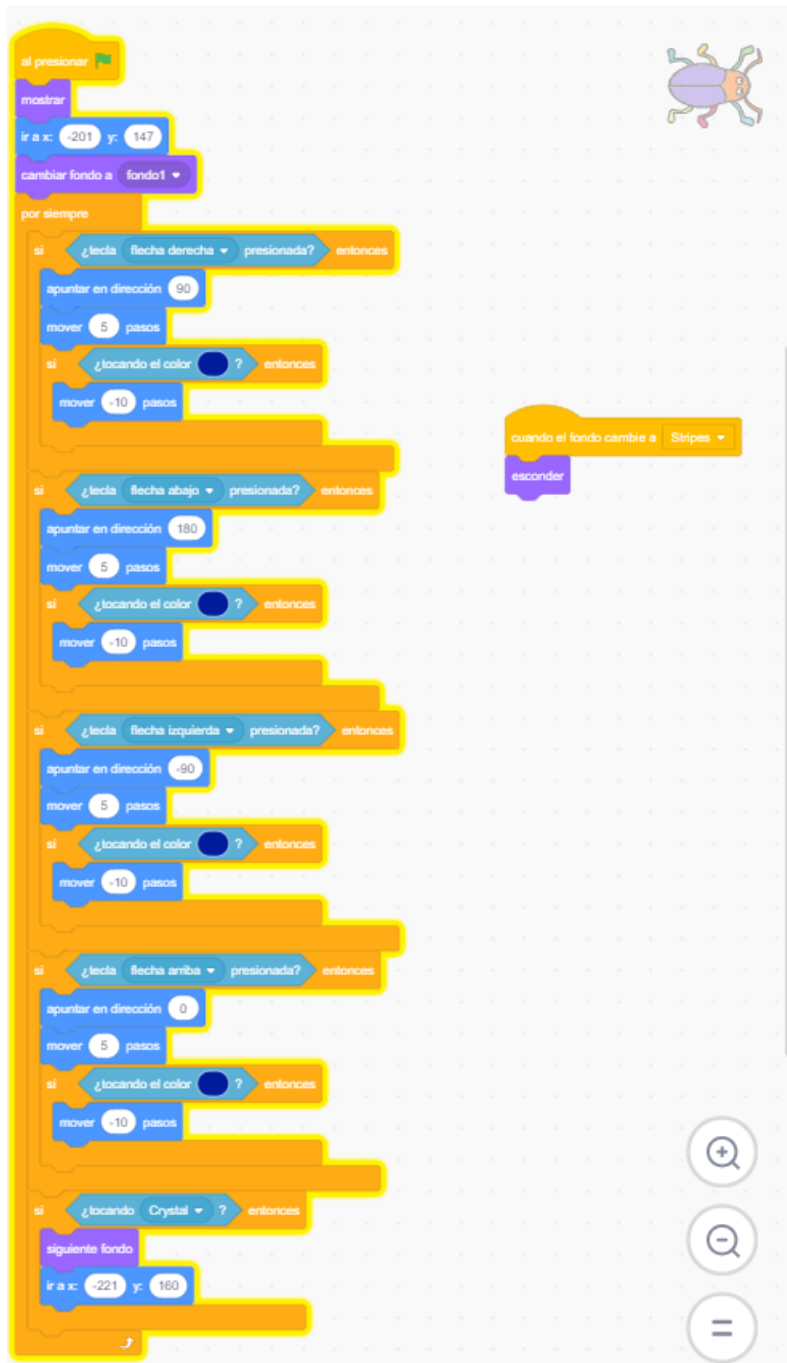 al presionar
mostrar
ir a x: -201 y: 147
cambiar fondo a fondo1
por siempre
si ¿tecla flecha derecha presionada? entonces
apuntar en dirección 90
mover 5 pasos
si ¿tocando el color ? entonces
mover -10 pasos
si ¿tecla flecha abajo presionada? entonces
apuntar en dirección 180
mover 5 pasos
si ¿tocando el color ? entonces
mover -10 pasos
si ¿tecla flecha izquierda presionada? entonces
apuntar en dirección -90
mover 5 pasos
si ¿tocando el color ? entonces
mover -10 pasos
si ¿tecla flecha arriba presionada? entonces
apuntar en dirección 0
mover 5 pasos
si ¿tocando el color ? entonces
mover -10 pasos
si ¿tocando Crystal ? entonces
siguiente fondo
ir a x: -221 y: 160
cuando el fondo cambie a Stripes
esconder